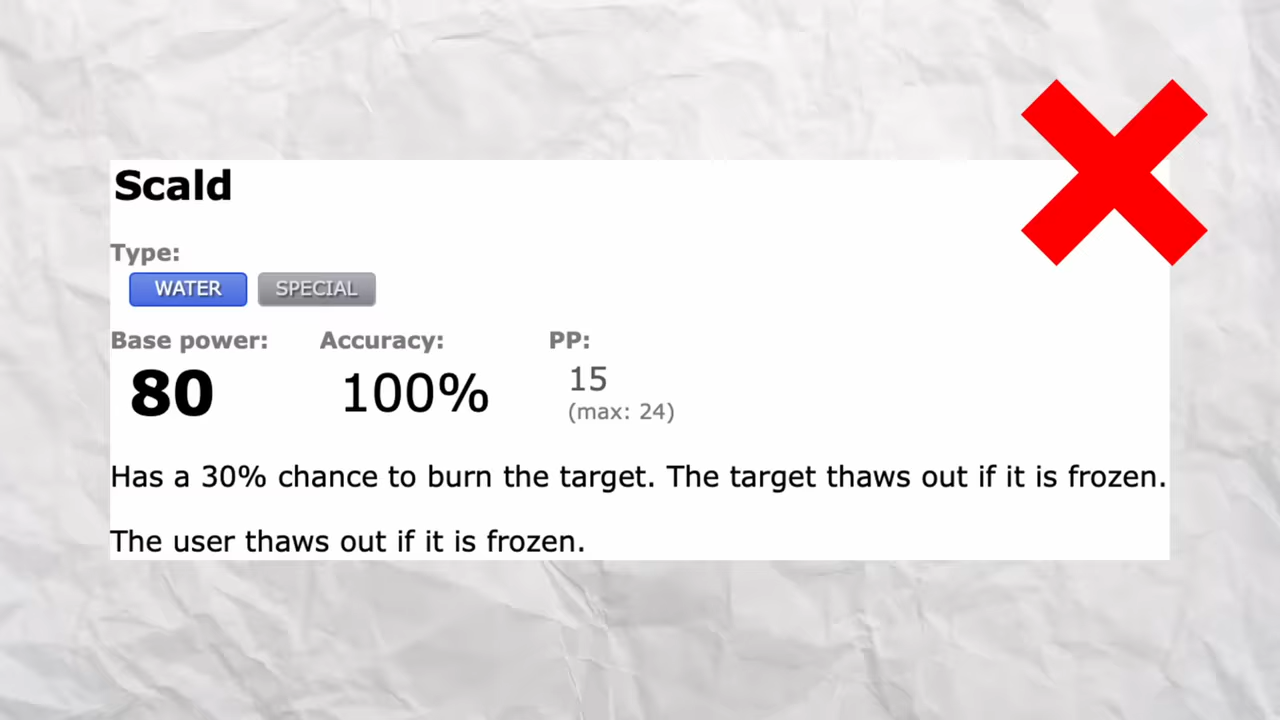 Scald
Type:
WATER SPECIAL
Base power: Accuracy: PP:
80 100% 15
(max: 24)
Has a 30% chance to burn the target. The target thaws out if it is frozen.
The user thaws out if it is frozen.